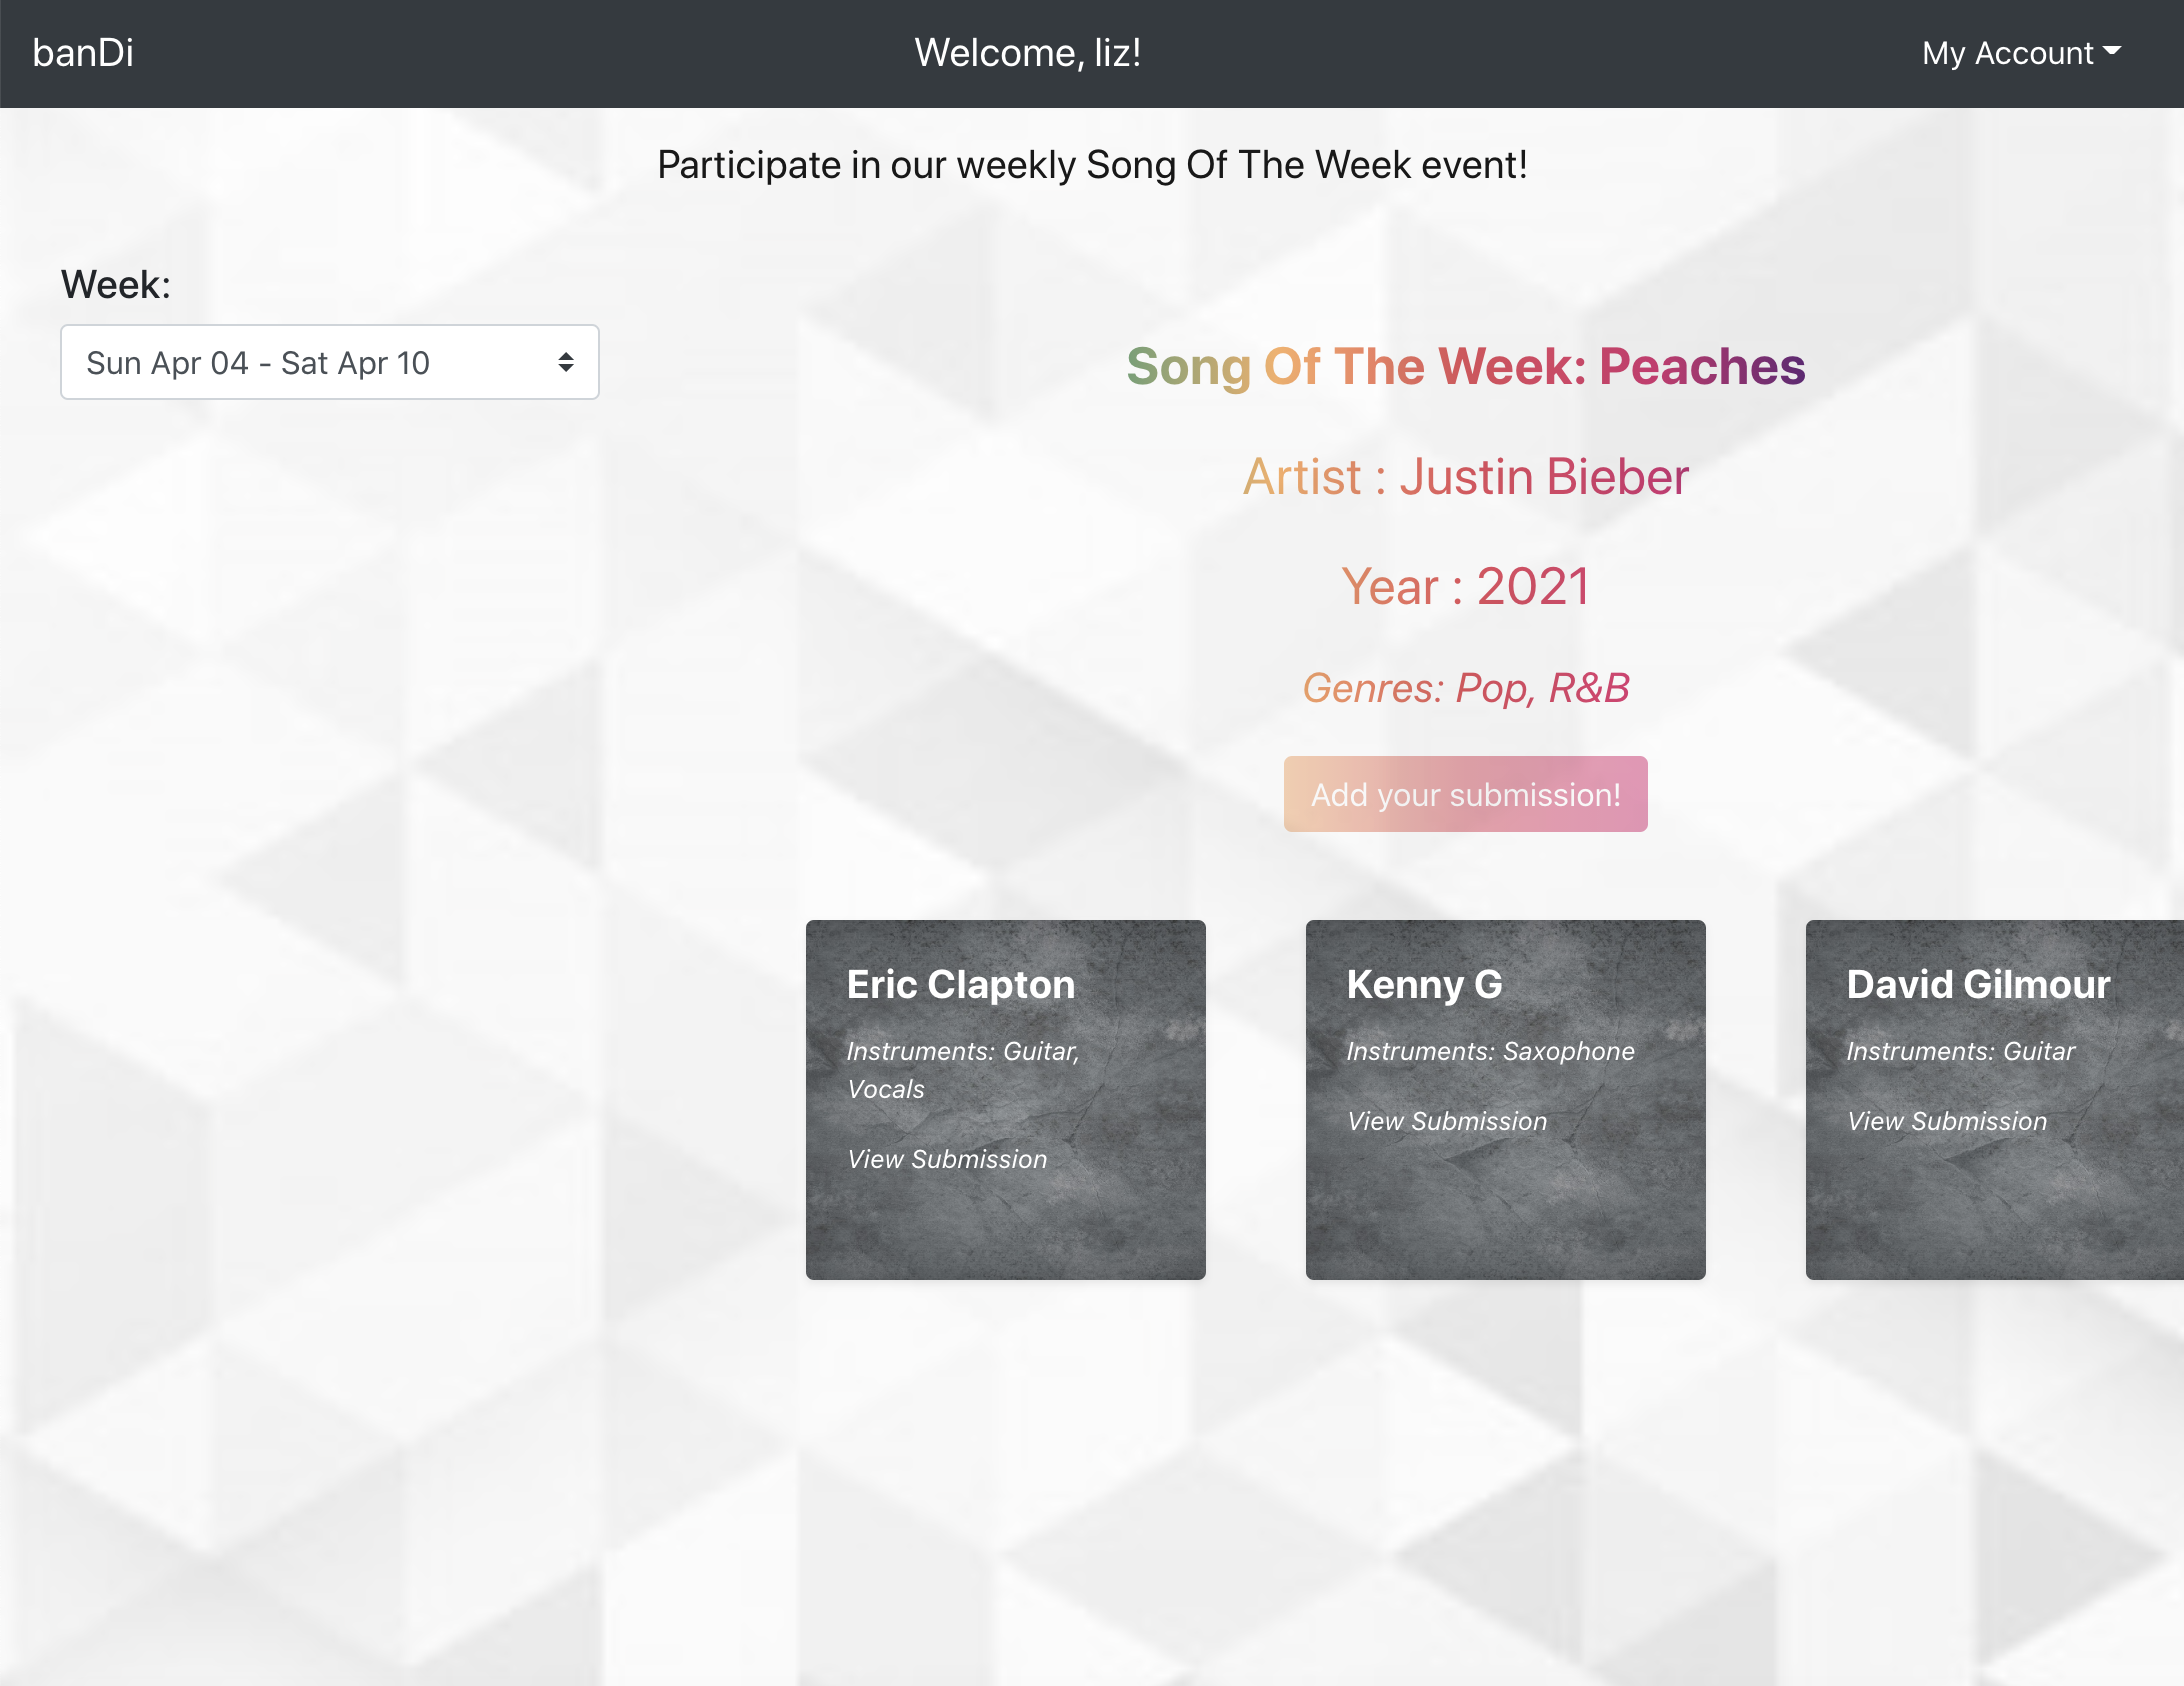 banDi
Welcome, liz!
My Account
Participate in our weekly Song Of The Week event!
Week:
Sun Apr 04 - Sat Apr 10
Song Of The Week: Peaches
Artist : Justin Bieber
Year : 2021
Genres: Pop, R&B
Add your submission!
Eric Clapton
Instruments: Guitar,
Vocals
View Submission
Kenny G
Instruments: Saxophone
View Submission
David Gilmour
Instruments: Guitar
View Submission